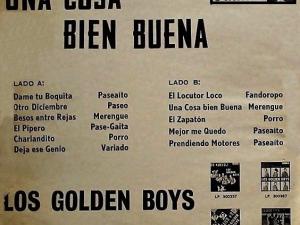 UNA COSA
BIEN BUENA
LADO A:
Dame tu Boquita Paseaito
Otro Diciembre Paseo
Besos entre Rejas Merengue
El Pipero Pase-Gaita
Charlandito Porro
Deja ese Genio Variado
LADO B:
El Locutor Loco Fandoropo
Una Cosa bien Buena Merengue
El Zapatón Porro
Mejor me Quedo Paseaito
Prendiendo Motores Paseaito
LOS GOLDEN BOYS